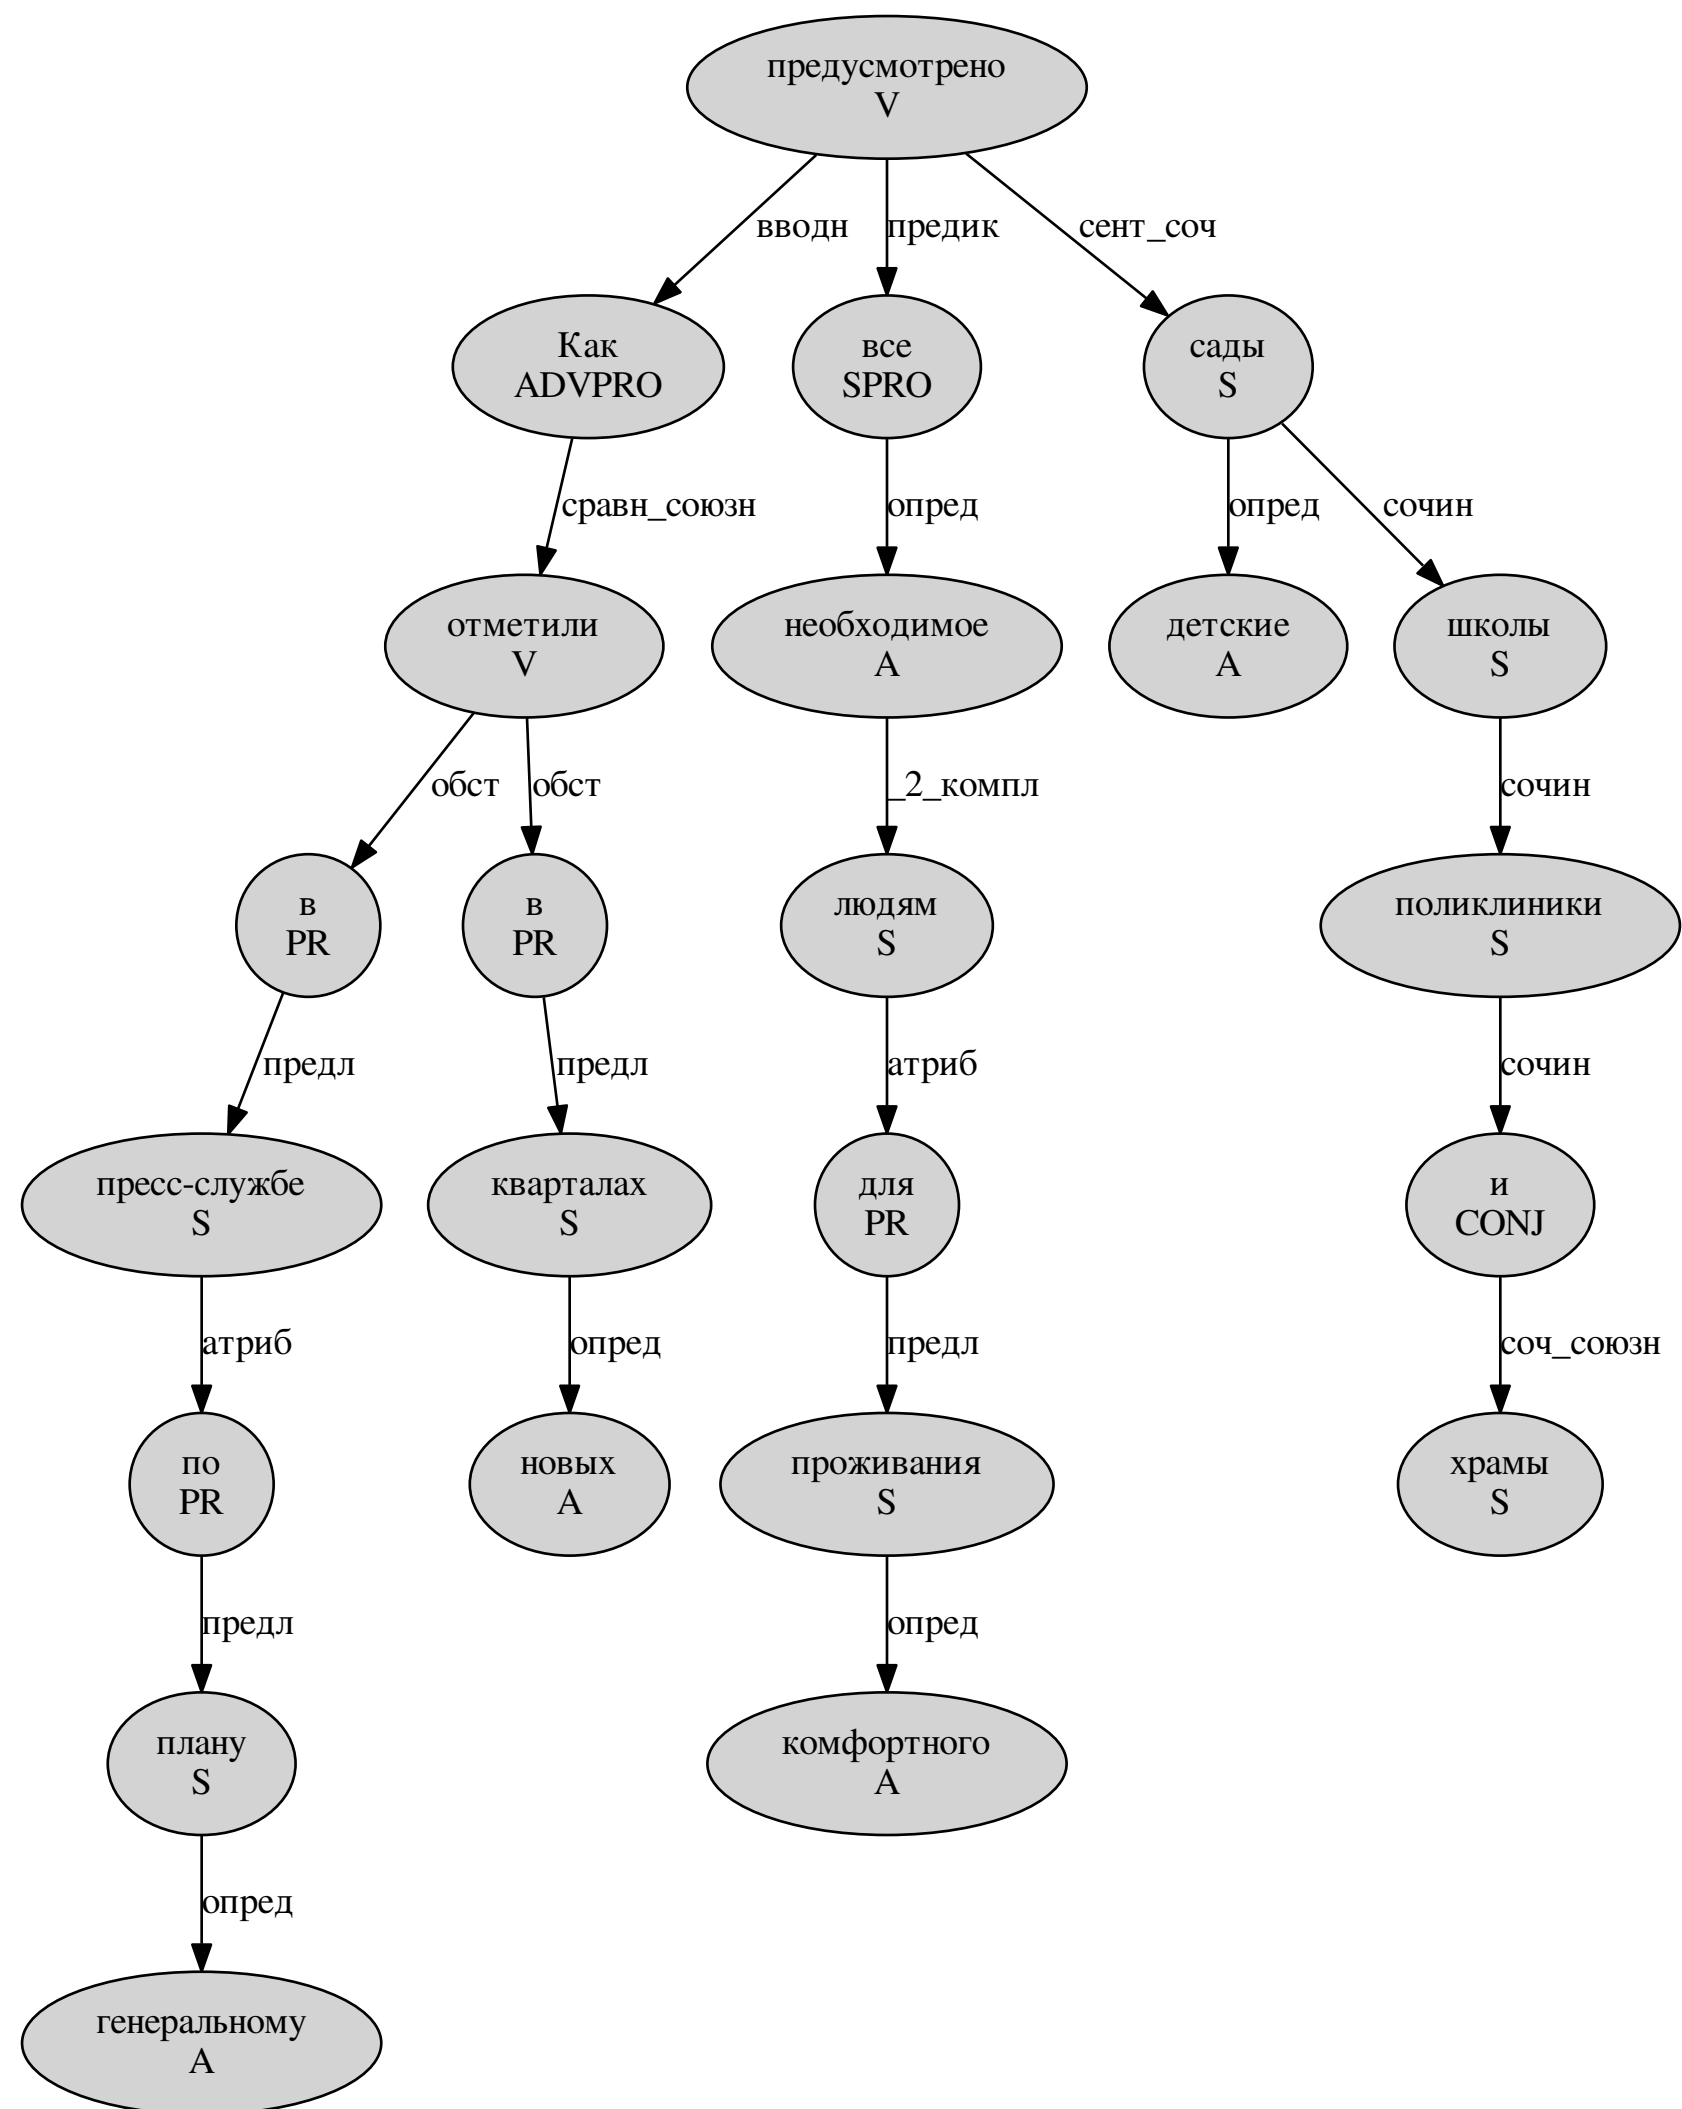 предусмотрено
V
вводн
предик
сент_соч
Как
ADVPRO
все
SPRO
сады
S
сравн_союзн
опред
опред
сочин
отметили
V
необходимое
A
детские
A
школы
S
обст
обст
_2_компл
сочин
в
PR
в
PR
людям
S
поликлиники
S
предл
предл
атриб
сочин
пресс-службе
S
кварталах
S
для
PR
и
CONJ
атриб
опред
предл
соч_союзн
по
PR
новых
A
проживания
S
храмы
S
предл
опред
плану
S
комфортного
A
опред
генеральному
A